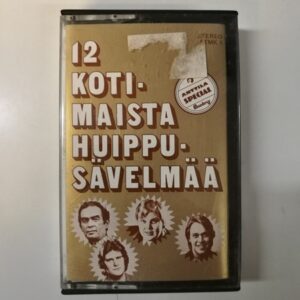 STEREO
12
KOTI-
MAISTA
HUIPPU-
SÄVELMÄÄ
ANTTILA
SPECIAL